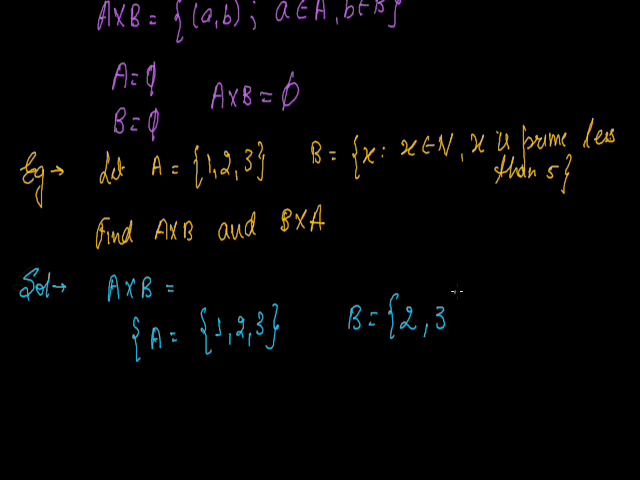 A×B = {(a,b) ; a∈A, b∈B}
A = ϕ
A×B = ϕ
B = ϕ
Eg → Let A = {1,2,3} B = {x : x∈N, x is prime less than 5}
Find A×B and B×A
Sol → A×B =
{ A = {1,2,3} B = {2,3